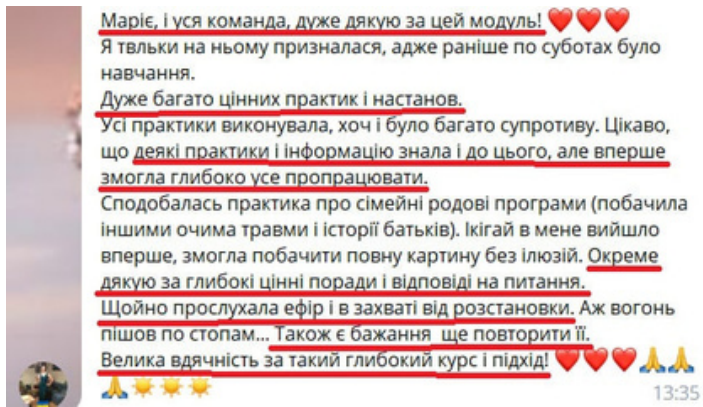 Маріє, і уся команда, дуже дякую за цей модуль! ❤️❤️❤️
Я твльки на ньому призналася, адже раніше по суботах було
навчання.
Дуже багато цінних практик і настанов.
Усі практики виконувала, хоч і було багато супротиву. Цікаво,
що деякі практики і інформацію знала і до цього, але вперше
змогла глибоко усе пропрацювати.
Сподобалась практика про сімейні родові програми (побачила
іншими очима травми і історії батьків). Ікігай в мене вийшло
вперше, змогла побачити повну картину без ілюзій. Окреме
дякую за глибокі цінні поради і відповіді на питання.
Щойно прослухала ефір і в захваті від розстановки. Аж вогонь
пішов по стопам... Також є бажання ще повторити її.
Велика вдячність за такий глибокий курс і підхід! ❤️❤️❤️🙏🙏
🙏☀️☀️☀️
13:35